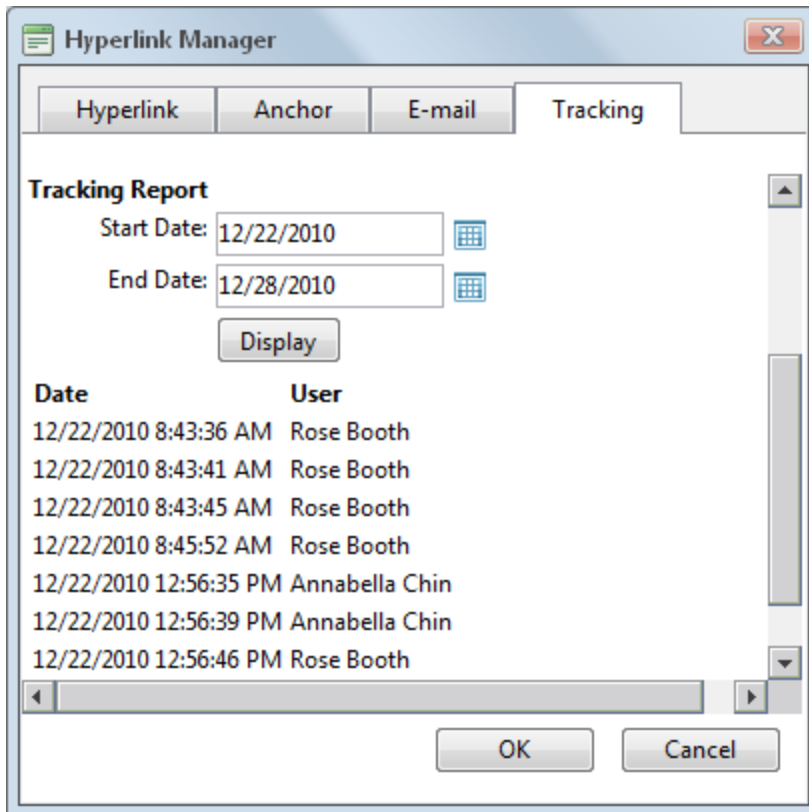 Hyperlink Manager
Hyperlink Anchor E-mail Tracking
Tracking Report
Start Date: 12/22/2010
End Date: 12/28/2010
Display
Date User
12/22/2010 8:43:36 AM Rose Booth
12/22/2010 8:43:41 AM Rose Booth
12/22/2010 8:43:45 AM Rose Booth
12/22/2010 8:45:52 AM Rose Booth
12/22/2010 12:56:35 PM Annabella Chin
12/22/2010 12:56:39 PM Annabella Chin
12/22/2010 12:56:46 PM Rose Booth
OK Cancel